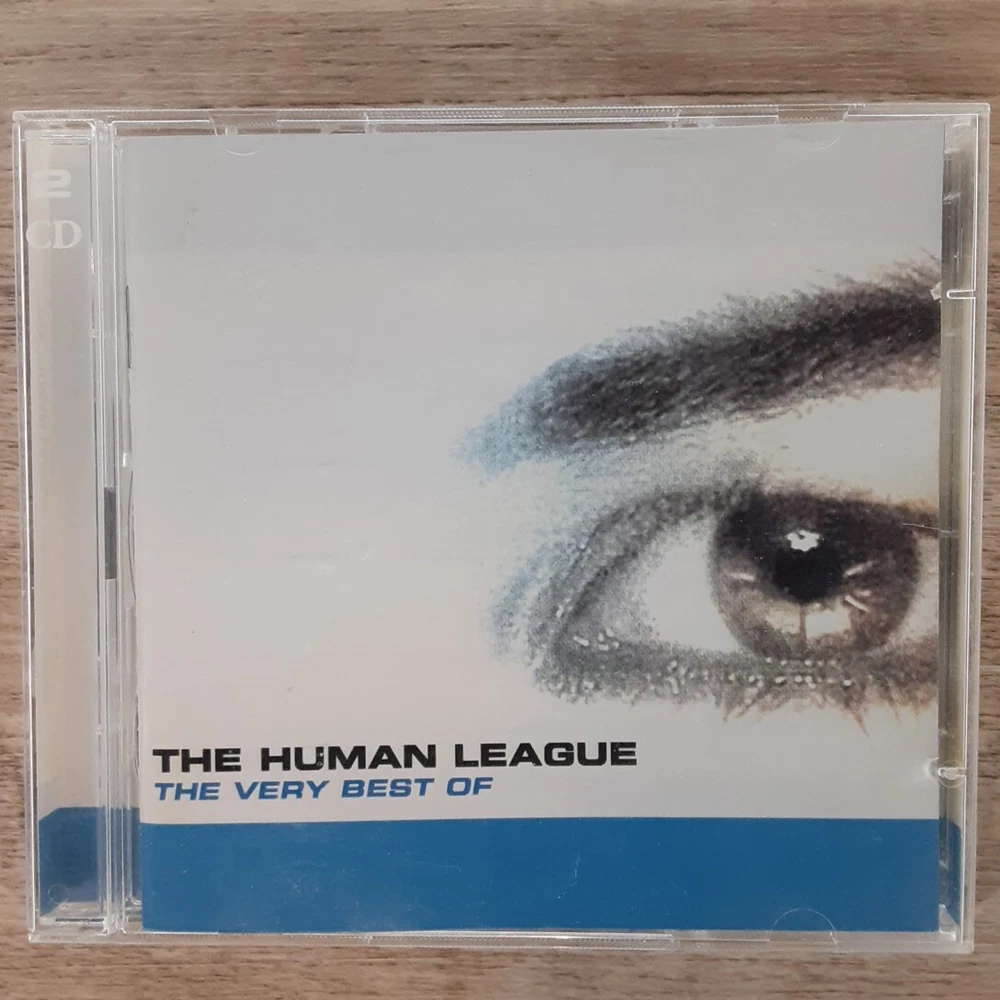 2
CD
THE HUMAN LEAGUE
THE VERY BEST OF